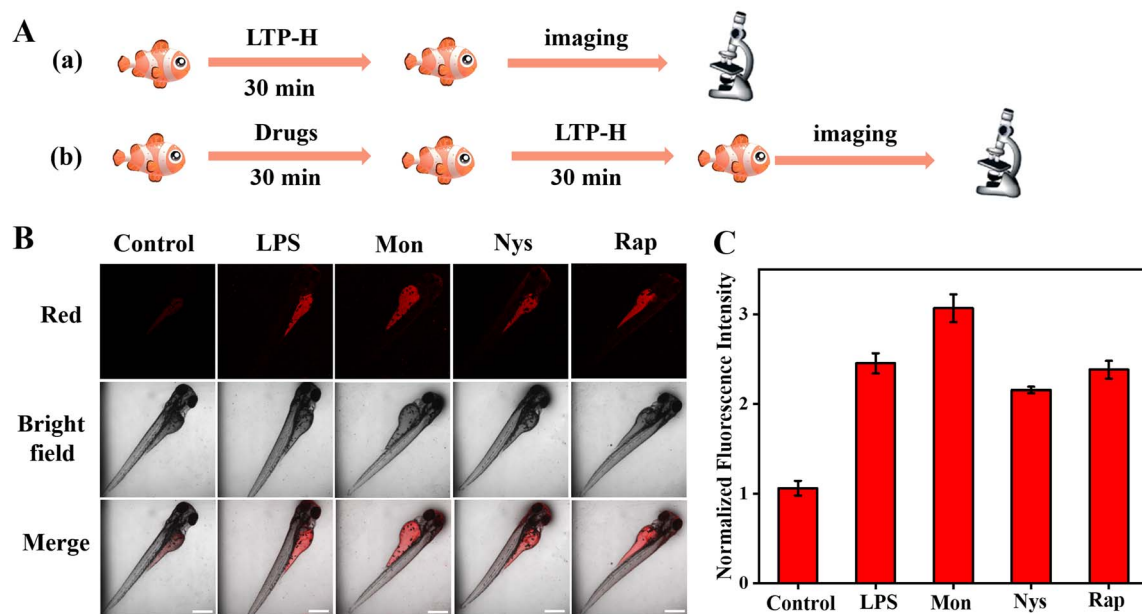 A
(a)
LTP-H
30 min
imaging
(b)
Drugs
30 min
LTP-H
30 min
imaging
B
Control LPS Mon Nys Rap
Red
Bright
field
Merge
C
Normalized Fluorescence Intensity
3
2
1
0
Control LPS Mon Nys Rap